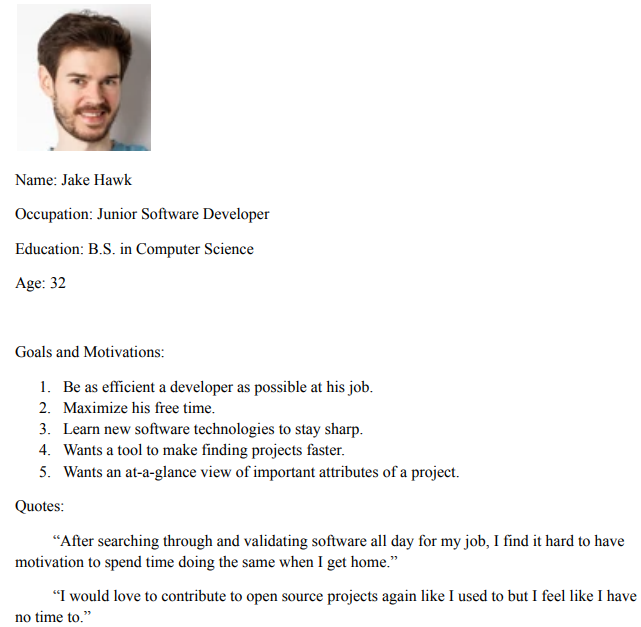 Name: Jake Hawk
Occupation: Junior Software Developer
Education: B.S. in Computer Science
Age: 32
Goals and Motivations:
1. Be as efficient a developer as possible at his job.
2. Maximize his free time.
3. Learn new software technologies to stay sharp.
4. Wants a tool to make finding projects faster.
5. Wants an at-a-glance view of important attributes of a project.
Quotes:
“After searching through and validating software all day for my job, I find it hard to have
motivation to spend time doing the same when I get home.”
“I would love to contribute to open source projects again like I used to but I feel like I have
no time to.”